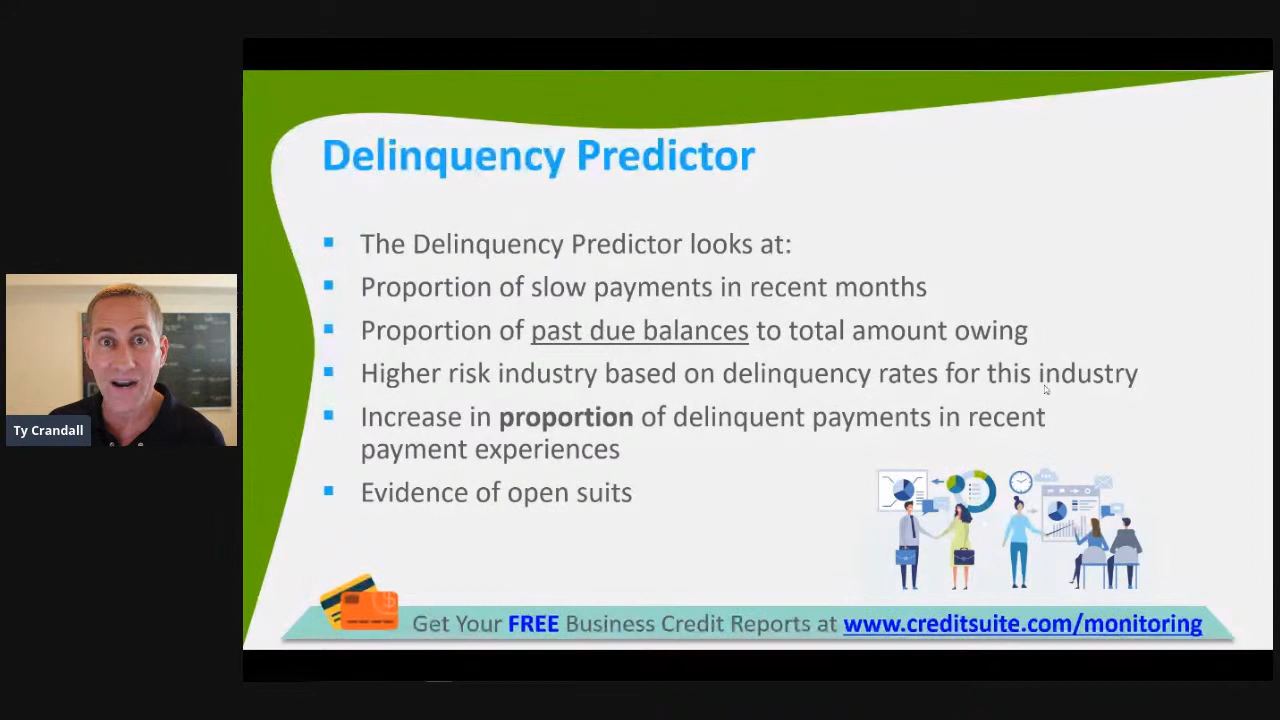 Delinquency Predictor
The Delinquency Predictor looks at:
Proportion of slow payments in recent months
Proportion of past due balances to total amount owing
Higher risk industry based on delinquency rates for this industry
Increase in proportion of delinquent payments in recent
payment experiences
Evidence of open suits
Ty Crandall
Get Your FREE Business Credit Reports at www.creditsuite.com/monitoring